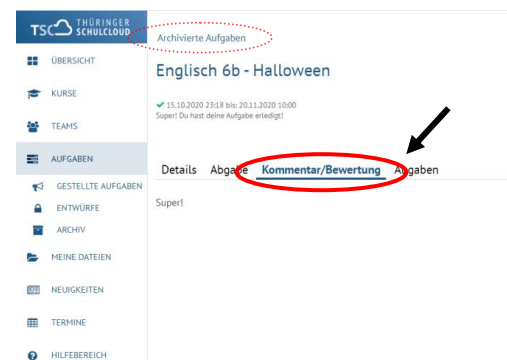 TSC THÜRINGER
SCHULCLOUD
ÜBERSICHT
KURSE
TEAMS
AUFGABEN
GESTELLTE AUFGABEN
ENTWÜRFE
ARCHIV
MEINE DATEIEN
NEUIGKEITEN
TERMINE
HILFEBEREICH
Archivierte Aufgaben
Englisch 6b - Halloween
15.10.2020 23:18 bis: 20.11.2020 10:00
Super! Du hast deine Aufgabe erledigt!
Details Abgabe Kommentar/Bewertung Abgaben
Super!